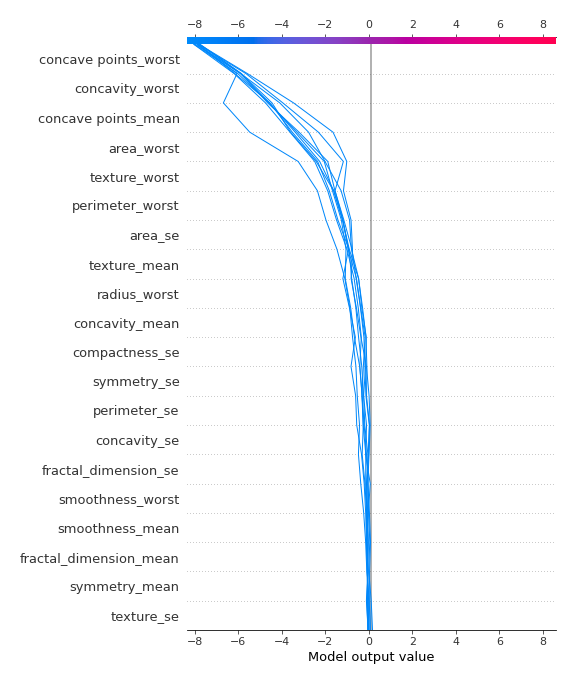 −8 −6 −4 −2 0 2 4 6 8
concave points_worst
concavity_worst
concave points_mean
area_worst
texture_worst
perimeter_worst
area_se
texture_mean
radius_worst
concavity_mean
compactness_se
symmetry_se
perimeter_se
concavity_se
fractal_dimension_se
smoothness_worst
smoothness_mean
fractal_dimension_mean
symmetry_mean
texture_se
−8 −6 −4 −2 0 2 4 6 8
Model output value